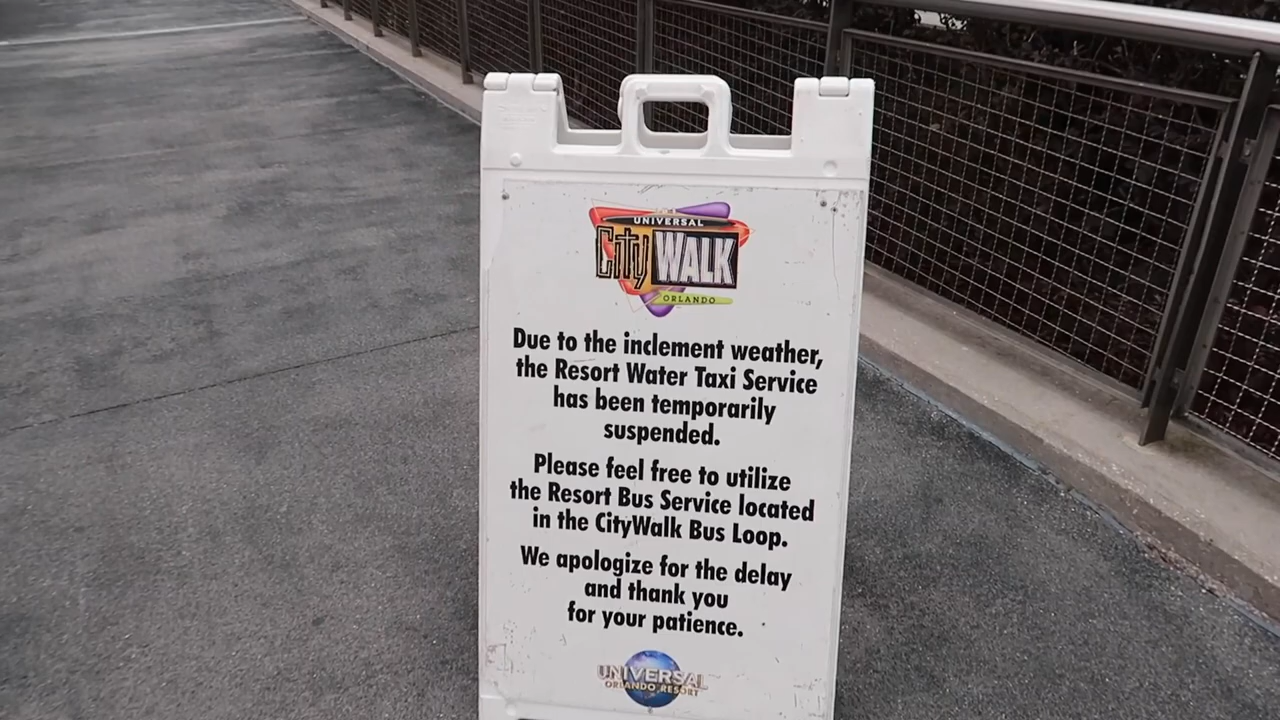 UNIVERSAL
City WALK
ORLANDO
Due to the inclement weather,
the Resort Water Taxi Service
has been temporarily
suspended.
Please feel free to utilize
the Resort Bus Service located
in the CityWalk Bus Loop.
We apologize for the delay
and thank you
for your patience.
UNIVERSAL
ORLANDO RESORT